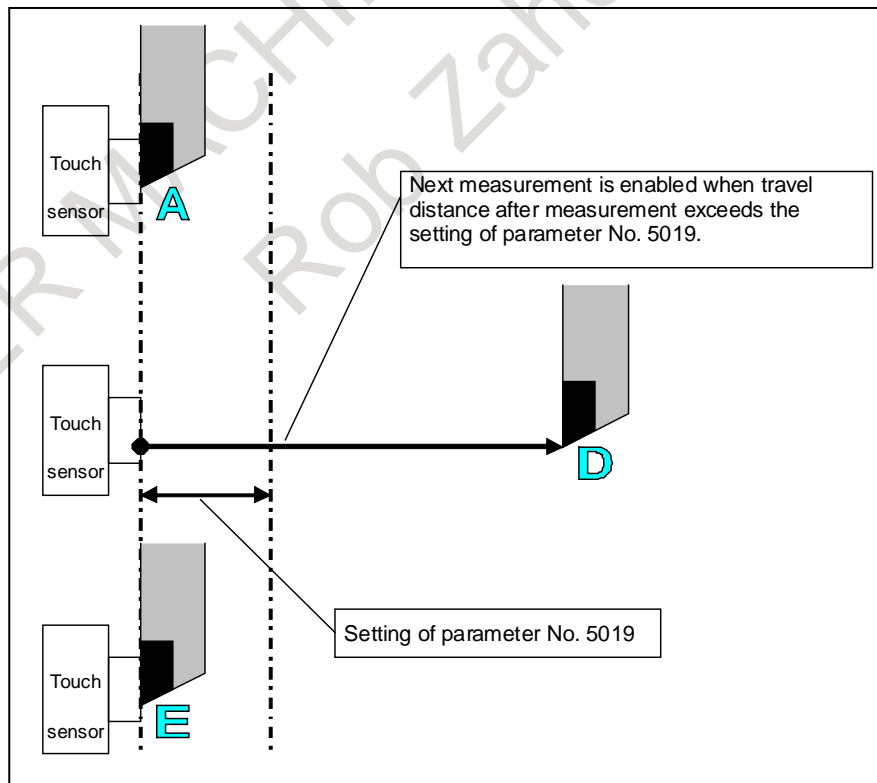 Touch
sensor
A
Next measurement is enabled when travel
distance after measurement exceeds the
setting of parameter No. 5019.
Touch
sensor
D
Setting of parameter No. 5019
Touch
sensor
E